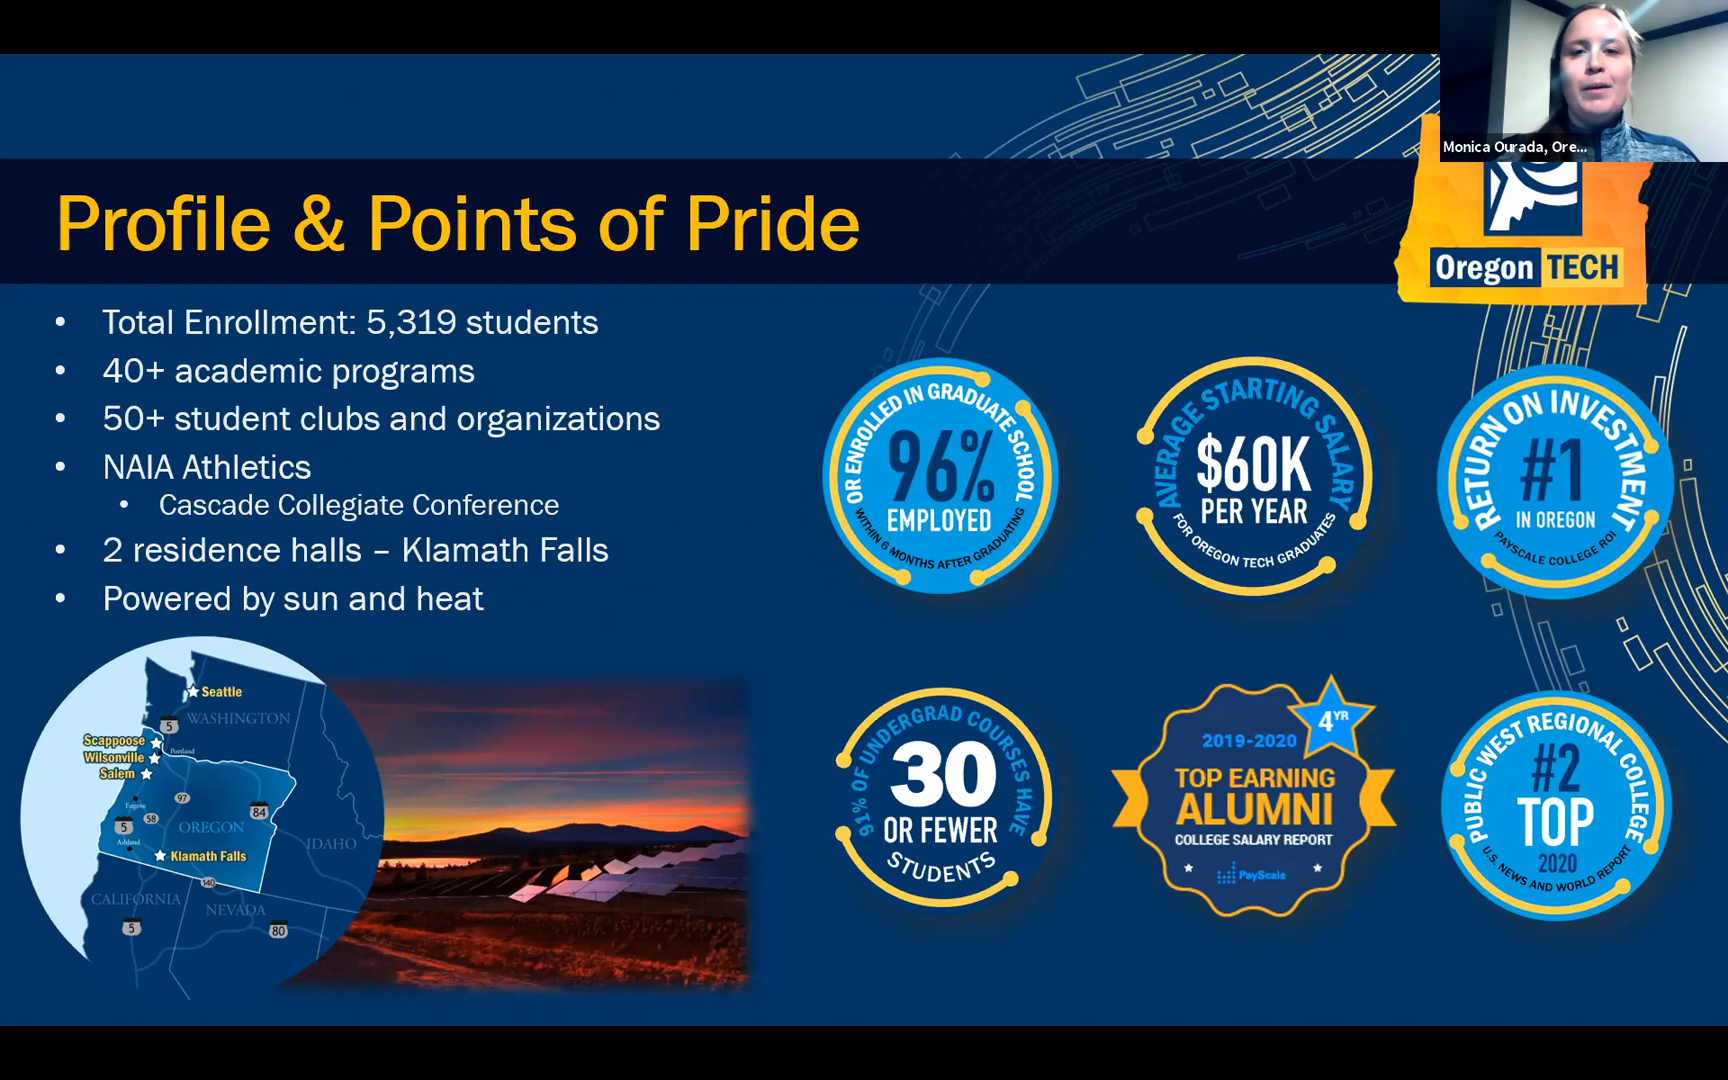 Monica Ourada, Ore...
Profile & Points of Pride
Oregon TECH
• Total Enrollment: 5,319 students
• 40+ academic programs
• 50+ student clubs and organizations
• NAIA Athletics
• Cascade Collegiate Conference
• 2 residence halls – Klamath Falls
• Powered by sun and heat
OR ENROLLED IN GRADUATE SCHOOL
96%
EMPLOYED
WITHIN 6 MONTHS AFTER GRADUATING
AVERAGE STARTING SALARY
$60K
PER YEAR
FOR OREGON TECH GRADUATES
RETURN ON INVESTMENT
#1
IN OREGON
PAYSCALE COLLEGE ROI
91% OF UNDERGRAD COURSES HAVE
30
OR FEWER
STUDENTS
4YR
2019-2020
TOP EARNING
ALUMNI
COLLEGE SALARY REPORT
PayScale
PUBLIC WEST REGIONAL COLLEGE
#2
TOP
2020
U.S. NEWS AND WORLD REPORT
Seattle
WASHINGTON
5
Scappoose
Portland
Wilsonville
Salem
97
Eugene
84
58
5
OREGON
Ashland
IDAHO
Klamath Falls
140
CALIFORNIA
NEVADA
5
80